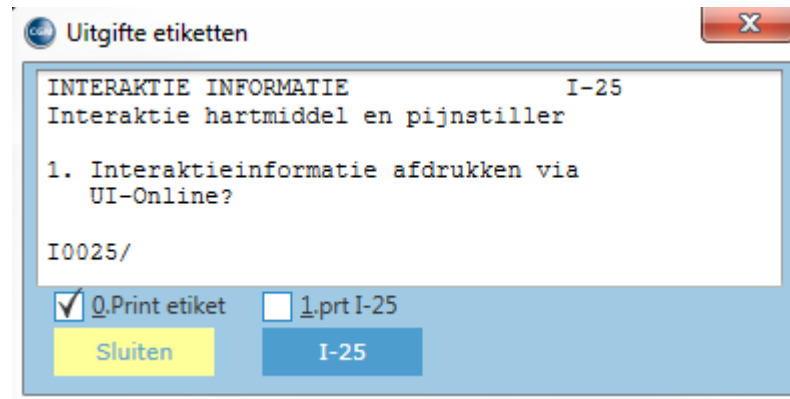 CGM Uitgifte etiketten
INTERAKTIE INFORMATIE I-25
Interaktie hartmiddel en pijnstiller
1. Interaktieinformatie afdrukken via
UI-Online?
I0025/
0.Print etiket 1.prt I-25
Sluiten I-25